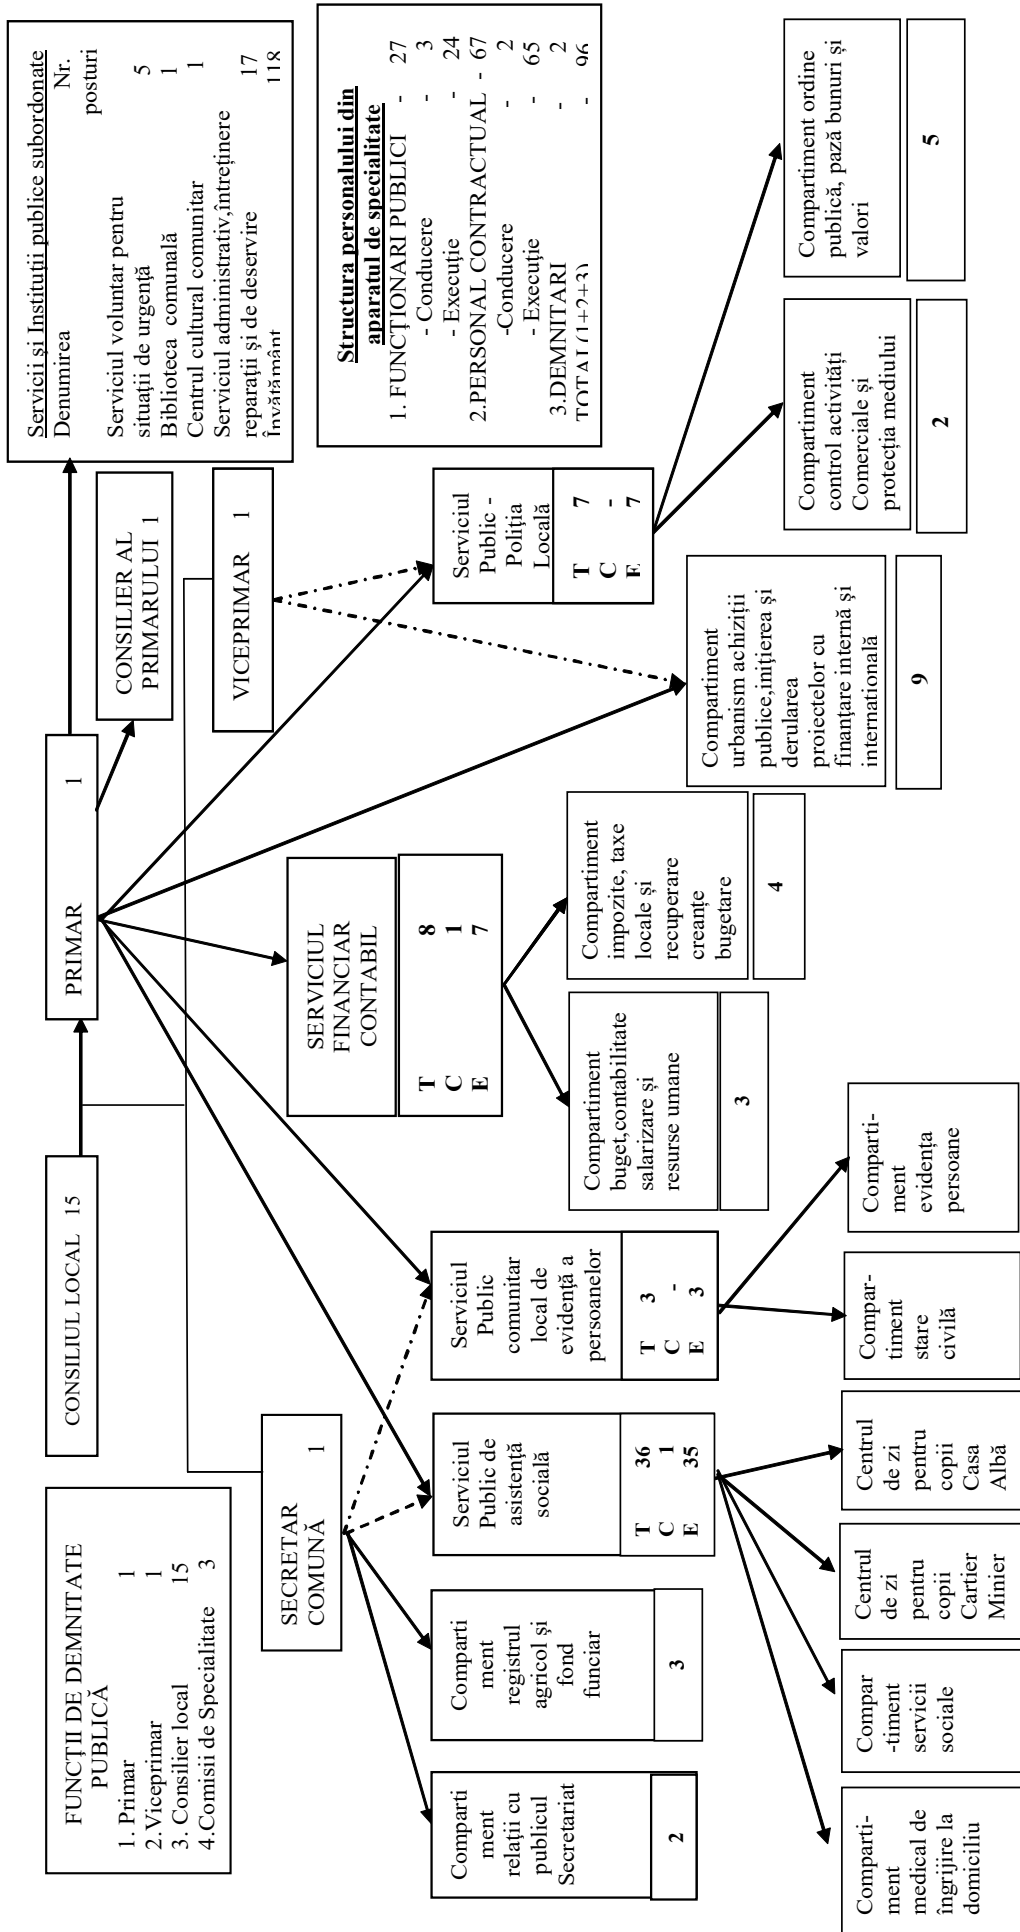 FUNCȚII DE DEMNITATE
PUBLICĂ
1. Primar 1
2. Viceprimar 1
3. Consilier local 15
4.Comisii de Specialitate 3
CONSILIUL LOCAL 15
PRIMAR 1
CONSILIER AL
PRIMARULUI 1
VICEPRIMAR 1
Servicii și Instituții publice subordonate
Denumirea Nr.
posturi
Serviciul voluntar pentru
situații de urgență 5
Biblioteca comunală 1
Centrul cultural comunitar 1
Serviciul administrativ,întreținere
reparații și de deservire 17
Învățământ 118
Structura personalului din
aparatul de specialitate
1. FUNCȚIONARI PUBLICI - 27
- Conducere - 3
- Execuție - 24
2.PERSONAL CONTRACTUAL - 67
-Conducere - 2
- Execuție - 65
3.DEMNITARI - 2
TOTAL(1+2+3) - 96
SECRETAR
COMUNĂ 1
SERVICIUL
FINANCIAR
CONTABIL
T 8
C 1
E 7
Comparti
ment
relații cu
publicul
Secretariat
2
Comparti
ment
registrul
agricol și
fond
funciar
3
Serviciul
Public de
asistență
socială
T 36
C 1
E 35
Serviciul
Public
comunitar
local de
evidență a
persoanelor
T 3
C -
E 3
Serviciul
Public -
Poliția
Locală
T 7
C -
E 7
Compartiment
buget,contabilitate
salarizare și
resurse umane
3
Compartiment
impozite, taxe
locale și
recuperare
creanțe
bugetare
4
Compartiment
urbanism achiziții
publice,inițierea și
derularea
proiectelor cu
finanțare internă și
internatională
9
Compartiment
control activități
Comerciale și
protecția mediului
2
Compartiment ordine
publică, pază bunuri și
valori
5
Comparti-
ment
medical de
îngrijire la
domiciliu
Compar
-timent
servicii
sociale
Centrul
de zi
pentru
copii
Cartier
Minier
Centrul
de zi
pentru
copii
Casa
Albă
Compar-
timent
stare
civilă
Comparti-
ment
evidența
persoane